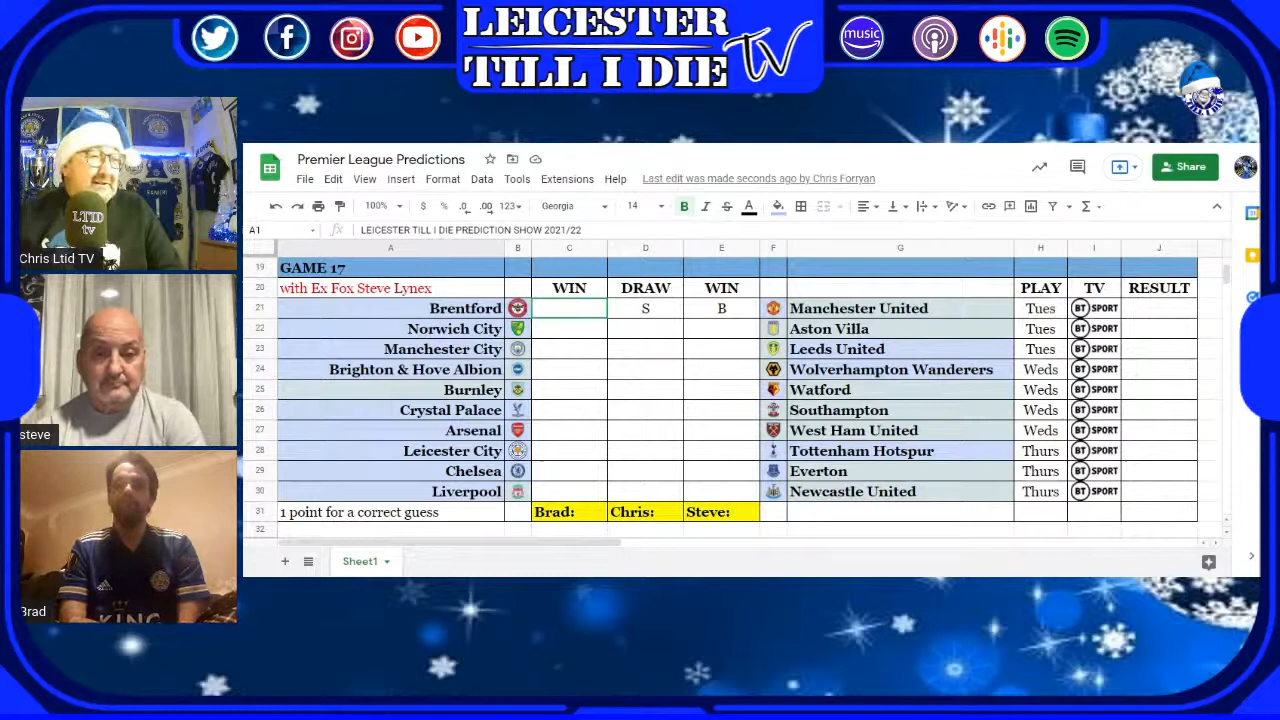 LEICESTER
TILL I DIE TV
music
Chris Ltid TV
LTID
tv
steve
Brad
KING
Premier League Predictions
File Edit View Insert Format Tools Extensions Help Last edit was made seconds ago by Chris Forryan
Share
100% $ % .0 .00 123 Georgia 14 B I S A
A1 fx LEICESTER TILL I DIE PREDICTION SHOW 2021/22
A B C D E F G H I J
19 GAME 17
20 with Ex Fox Steve Lynex WIN DRAW WIN PLAY TV RESULT
21 Brentford S B Manchester United Tues BT SPORT
22 Norwich City Aston Villa Tues BT SPORT
23 Manchester City Leeds United Tues BT SPORT
24 Brighton & Hove Albion Wolverhampton Wanderers Weds BT SPORT
25 Burnley Watford Weds BT SPORT
26 Crystal Palace Southampton Weds BT SPORT
27 Arsenal West Ham United Weds BT SPORT
28 Leicester City Tottenham Hotspur Thurs BT SPORT
29 Chelsea Everton Thurs BT SPORT
30 Liverpool Newcastle United Thurs BT SPORT
31 1 point for a correct guess Brad: Chris: Steve:
32
Sheet1